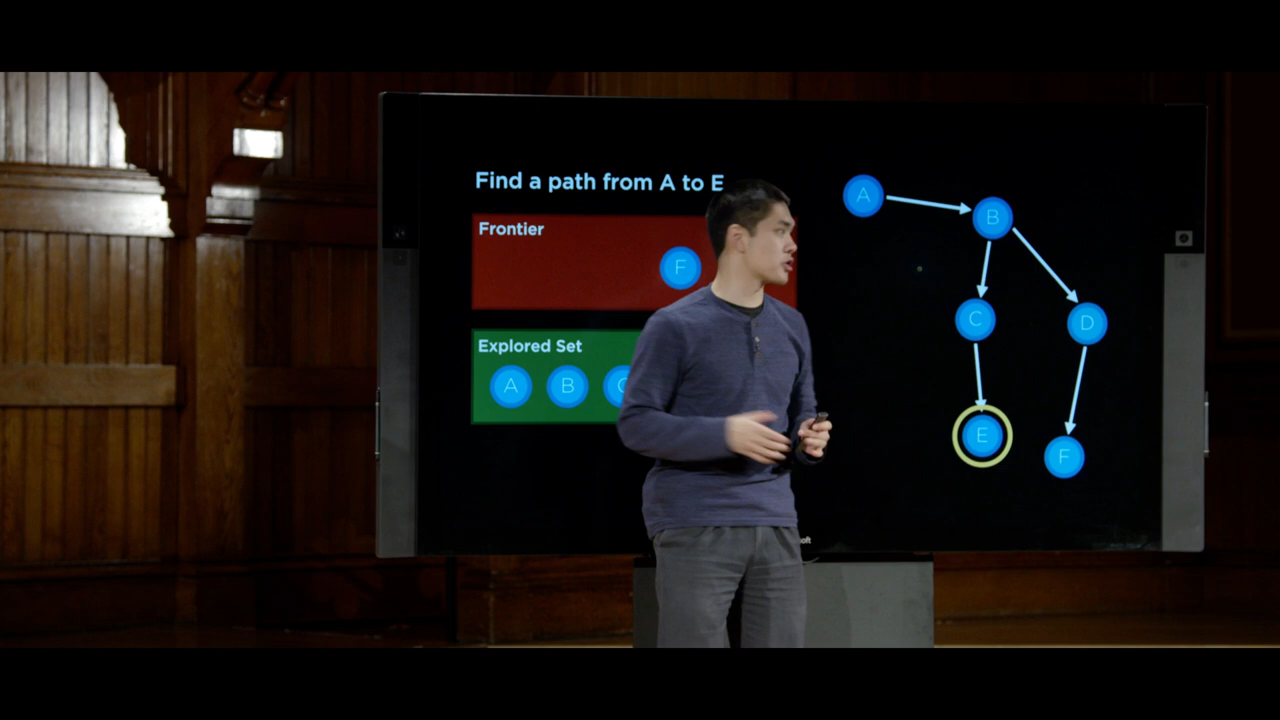 Find a path from A to E
Frontier
F
Explored Set
A B C
A
B
C
D
E
F